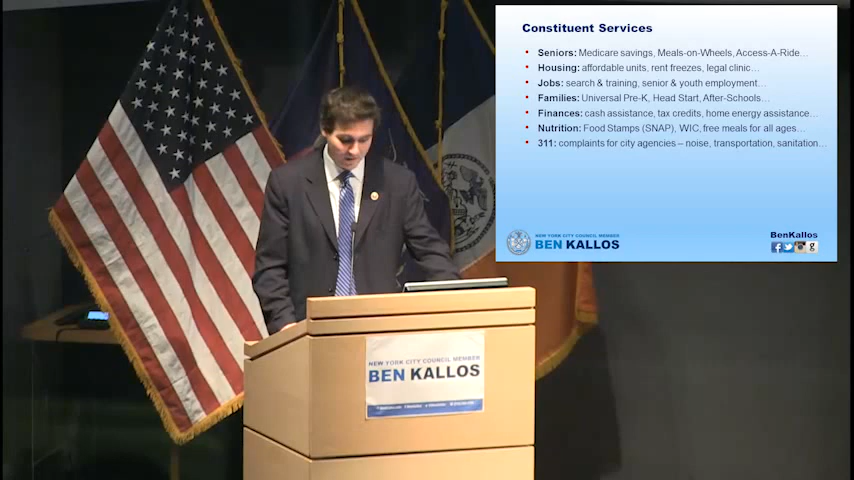 Constituent Services
• Seniors: Medicare savings, Meals-on-Wheels, Access-A-Ride...
• Housing: affordable units, rent freezes, legal clinic...
• Jobs: search & training, senior & youth employment...
• Families: Universal Pre-K, Head Start, After-Schools...
• Finances: cash assistance, tax credits, home energy assistance...
• Nutrition: Food Stamps (SNAP), WIC, free meals for all ages...
• 311: complaints for city agencies – noise, transportation, sanitation...
NEW YORK CITY COUNCIL MEMBER
BEN KALLOS
BenKallos
NEW YORK CITY COUNCIL MEMBER
BEN KALLOS